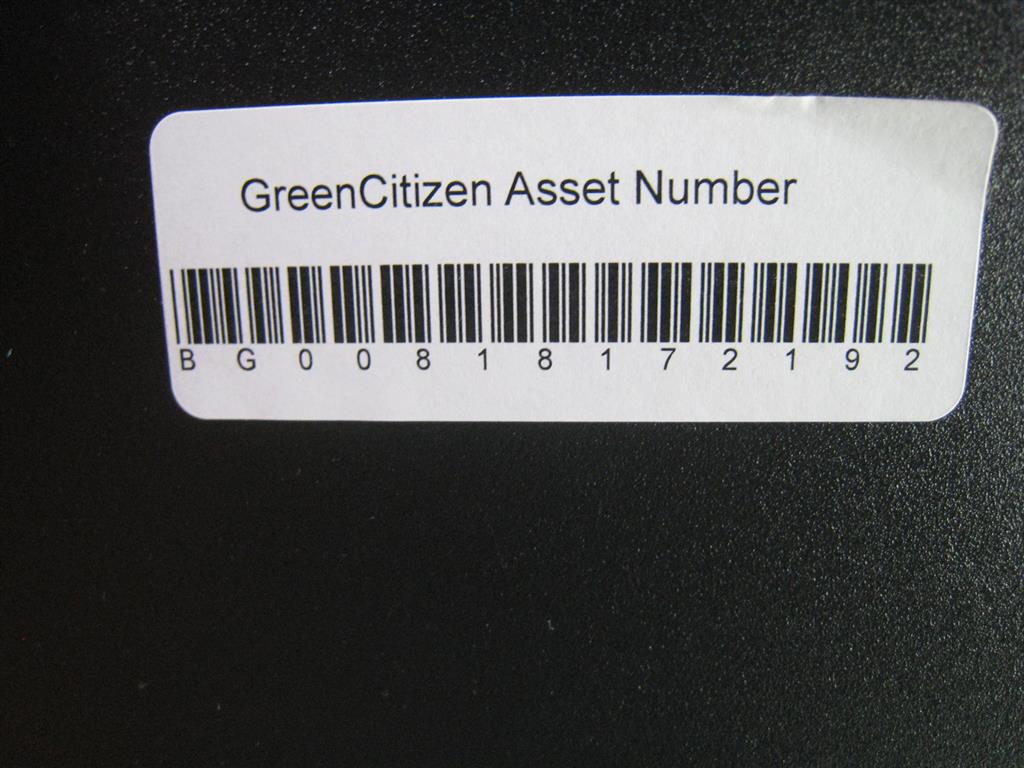 GreenCitizen Asset Number
B G 0 0 8 1 8 1 7 2 1 9 2